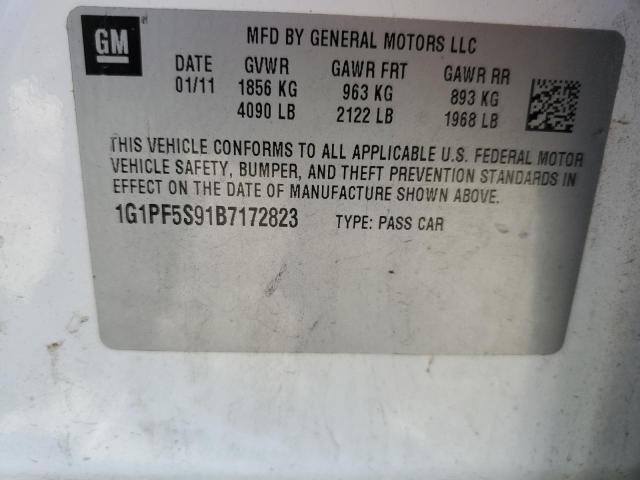 GM
MFD BY GENERAL MOTORS LLC
DATE GVWR GAWR FRT GAWR RR
01/11 1856 KG 963 KG 893 KG
4090 LB 2122 LB 1968 LB
THIS VEHICLE CONFORMS TO ALL APPLICABLE U.S. FEDERAL MOTOR
VEHICLE SAFETY, BUMPER, AND THEFT PREVENTION STANDARDS IN
EFFECT ON THE DATE OF MANUFACTURE SHOWN ABOVE.
1G1PF5S91B7172823 TYPE: PASS CAR